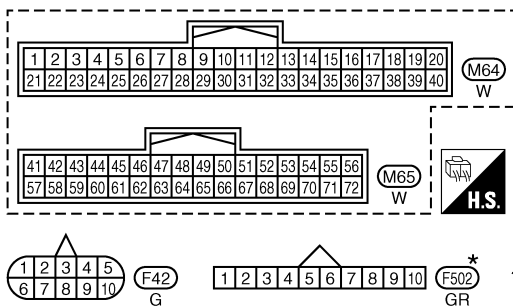 1 2 3 4 5 6 7 8 9 10 11 12 13 14 15 16 17 18 19 20
21 22 23 24 25 26 27 28 29 30 31 32 33 34 35 36 37 38 39 40
M64
W
41 42 43 44 45 46 47 48 49 50 51 52 53 54 55 56
57 58 59 60 61 62 63 64 65 66 67 68 69 70 71 72
M65
W
H.S.
1 2 3 4 5
6 7 8 9 10
F42
G
1 2 3 4 5 6 7 8 9 10
*
F502
GR